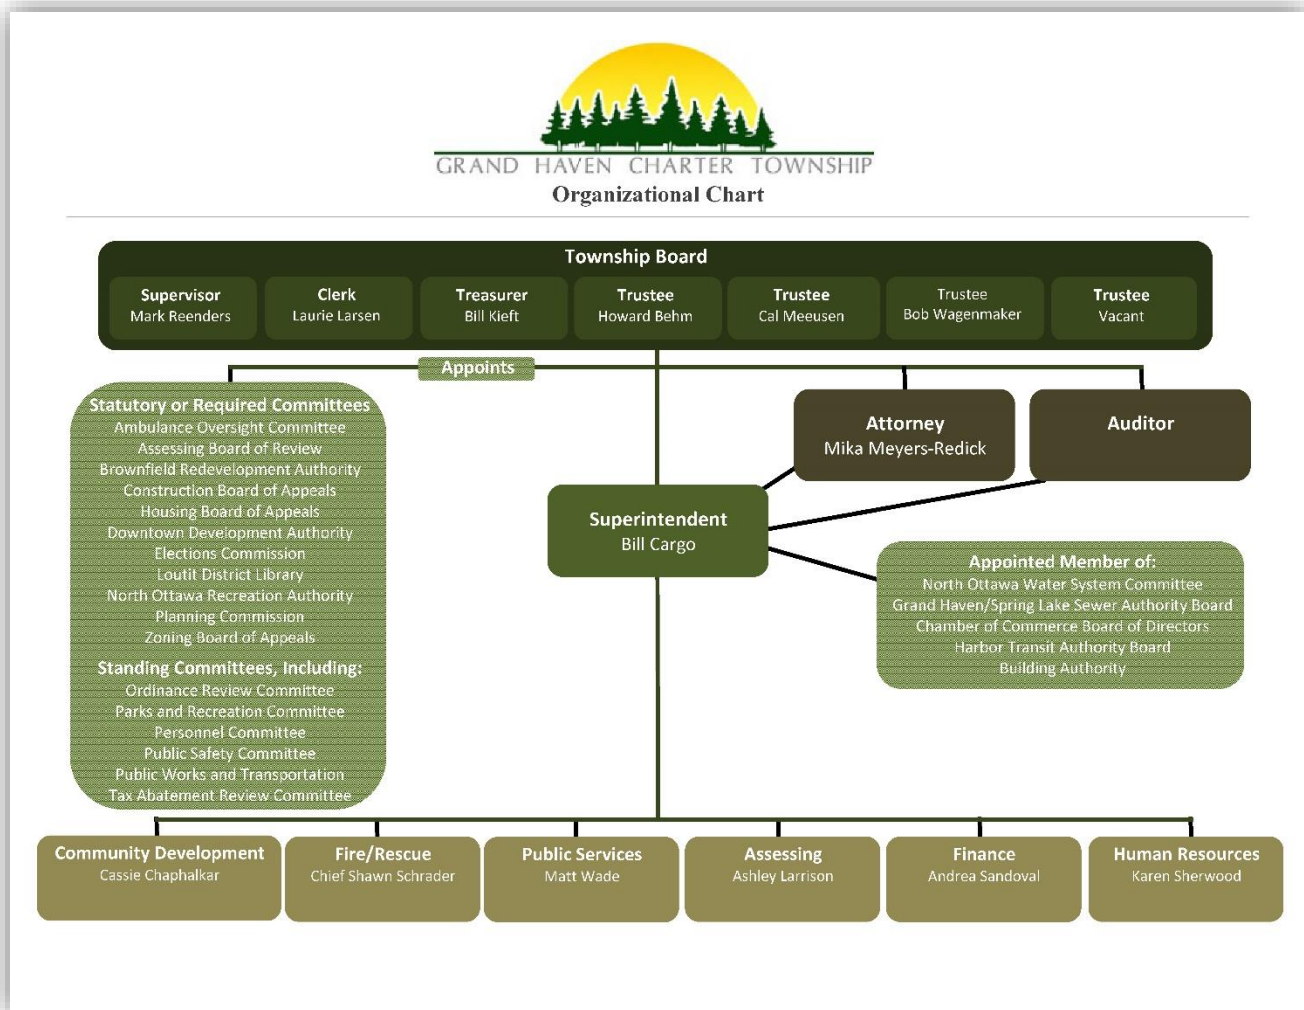 GRAND HAVEN CHARTER TOWNSHIP
Organizational Chart
Township Board
Supervisor
Mark Reenders
Clerk
Laurie Larsen
Treasurer
Bill Kieft
Trustee
Howard Behm
Trustee
Cal Meeusen
Trustee
Bob Wagenmaker
Trustee
Vacant
Appoints
Statutory or Required Committees
Ambulance Oversight Committee
Assessing Board of Review
Brownfield Redevelopment Authority
Construction Board of Appeals
Housing Board of Appeals
Downtown Development Authority
Elections Commission
Loutit District Library
North Ottawa Recreation Authority
Planning Commission
Zoning Board of Appeals
Standing Committees, Including:
Ordinance Review Committee
Parks and Recreation Committee
Personnel Committee
Public Safety Committee
Public Works and Transportation
Tax Abatement Review Committee
Attorney
Mika Meyers-Redick
Auditor
Superintendent
Bill Cargo
Appointed Member of:
North Ottawa Water System Committee
Grand Haven/Spring Lake Sewer Authority Board
Chamber of Commerce Board of Directors
Harbor Transit Authority Board
Building Authority
Community Development
Cassie Chaphalkar
Fire/Rescue
Chief Shawn Schrader
Public Services
Matt Wade
Assessing
Ashley Larrison
Finance
Andrea Sandoval
Human Resources
Karen Sherwood